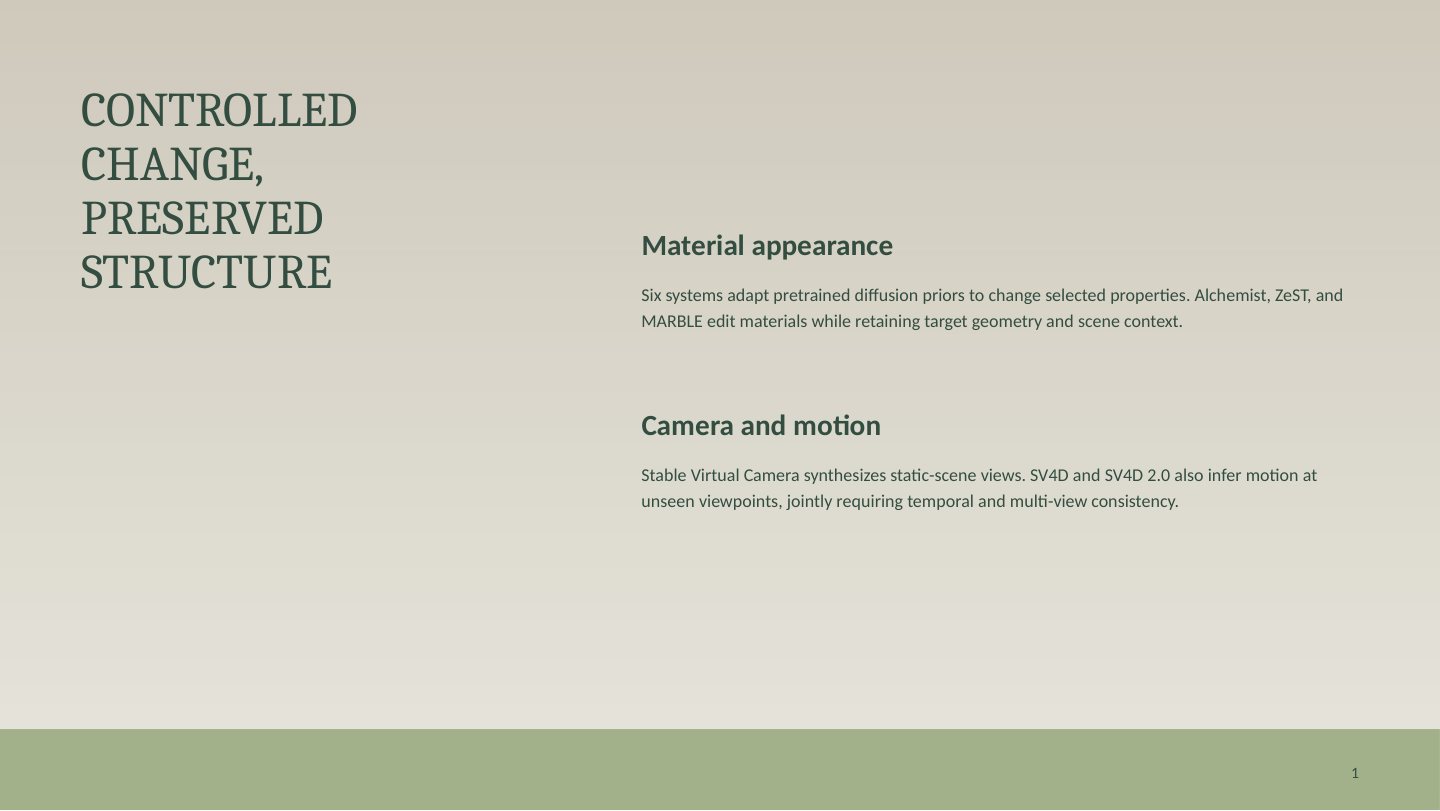 CONTROLLED
CHANGE,
PRESERVED
STRUCTURE
Material appearance
Six systems adapt pretrained diffusion priors to change selected properties. Alchemist, ZeST, and
MARBLE edit materials while retaining target geometry and scene context.
Camera and motion
Stable Virtual Camera synthesizes static-scene views. SV4D and SV4D 2.0 also infer motion at
unseen viewpoints, jointly requiring temporal and multi-view consistency.
1